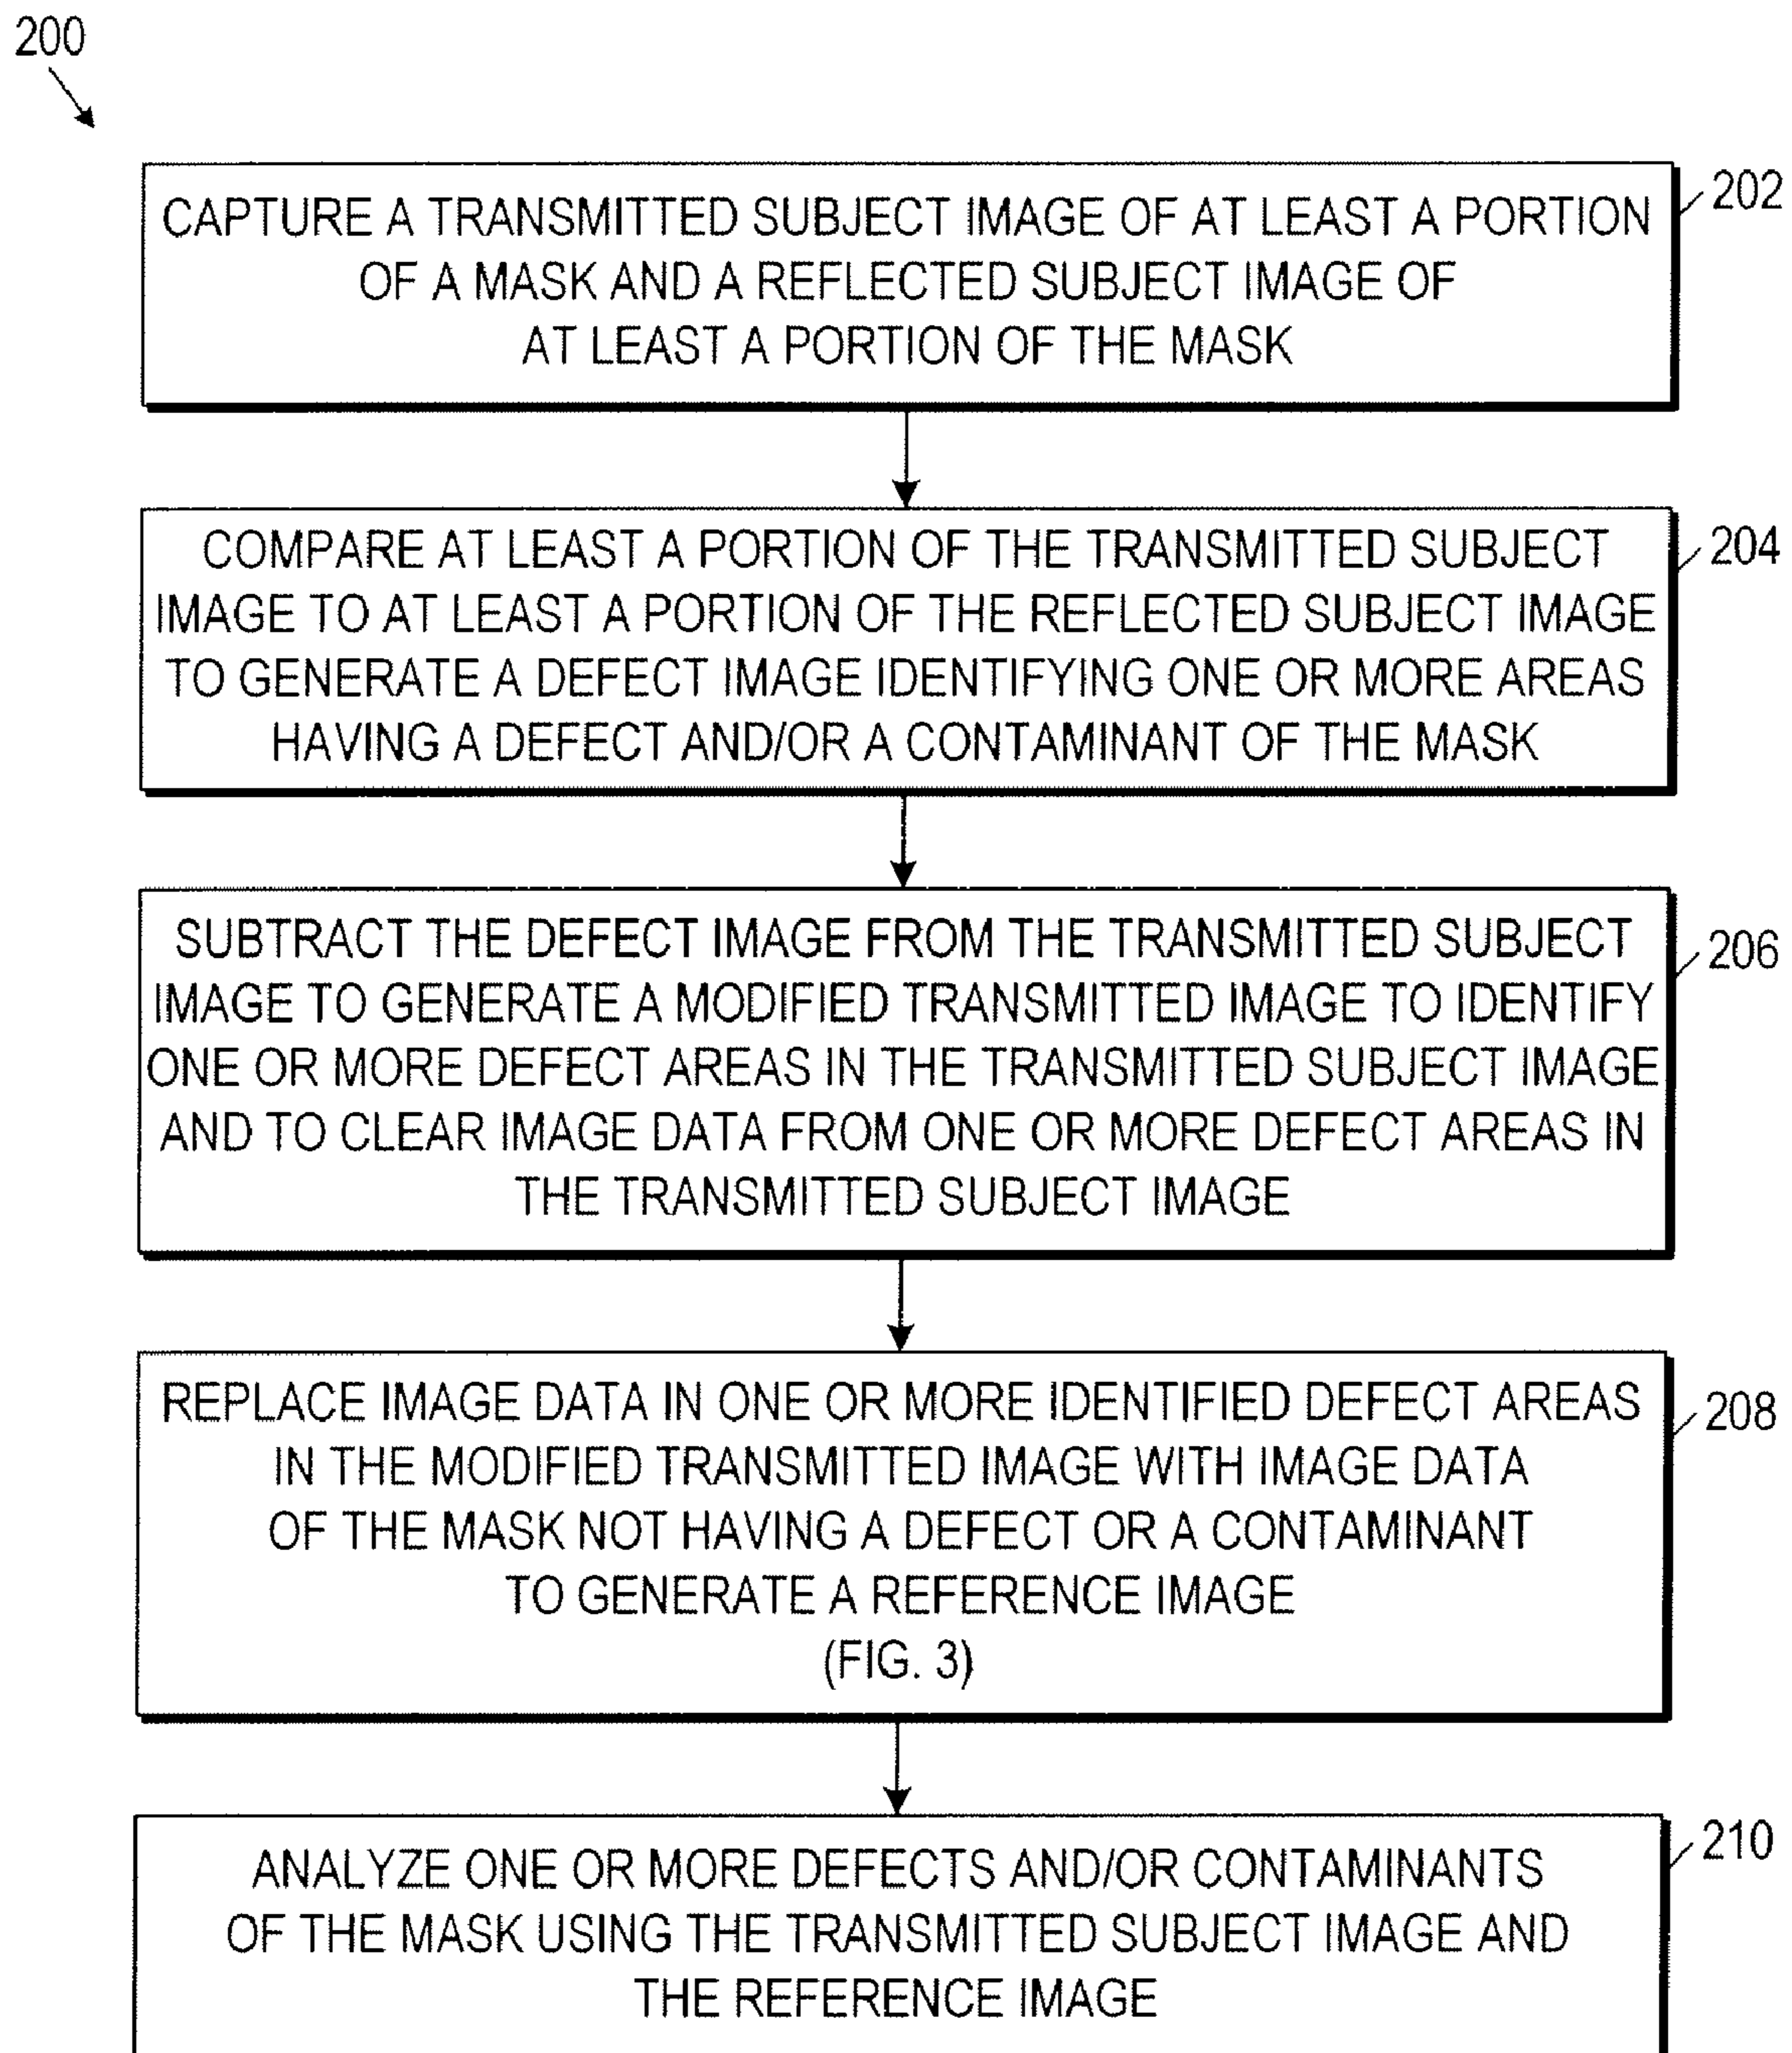 200
CAPTURE A TRANSMITTED SUBJECT IMAGE OF AT LEAST A PORTION
OF A MASK AND A REFLECTED SUBJECT IMAGE OF
AT LEAST A PORTION OF THE MASK
202
COMPARE AT LEAST A PORTION OF THE TRANSMITTED SUBJECT
IMAGE TO AT LEAST A PORTION OF THE REFLECTED SUBJECT IMAGE
TO GENERATE A DEFECT IMAGE IDENTIFYING ONE OR MORE AREAS
HAVING A DEFECT AND/OR A CONTAMINANT OF THE MASK
204
SUBTRACT THE DEFECT IMAGE FROM THE TRANSMITTED SUBJECT
IMAGE TO GENERATE A MODIFIED TRANSMITTED IMAGE TO IDENTIFY
ONE OR MORE DEFECT AREAS IN THE TRANSMITTED SUBJECT IMAGE
AND TO CLEAR IMAGE DATA FROM ONE OR MORE DEFECT AREAS IN
THE TRANSMITTED SUBJECT IMAGE
206
REPLACE IMAGE DATA IN ONE OR MORE IDENTIFIED DEFECT AREAS
IN THE MODIFIED TRANSMITTED IMAGE WITH IMAGE DATA
OF THE MASK NOT HAVING A DEFECT OR A CONTAMINANT
TO GENERATE A REFERENCE IMAGE
(FIG. 3)
208
ANALYZE ONE OR MORE DEFECTS AND/OR CONTAMINANTS
OF THE MASK USING THE TRANSMITTED SUBJECT IMAGE AND
THE REFERENCE IMAGE
210